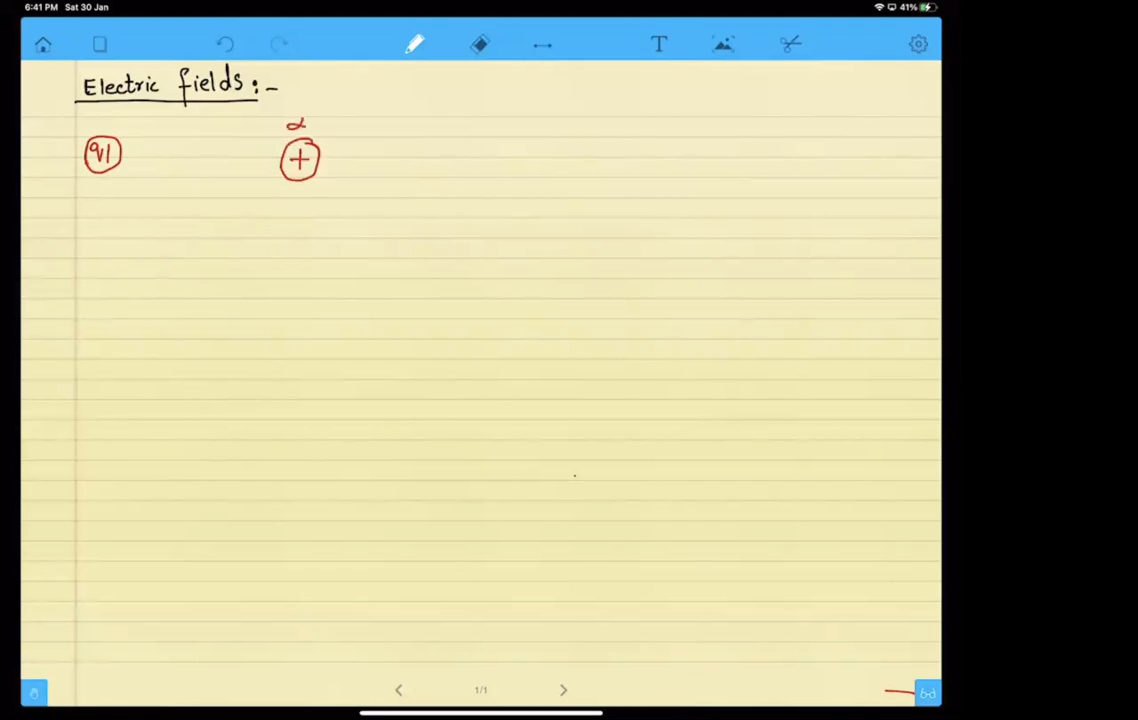 6:41 PM Sat 30 Jan 41%
T
Electric fields:-
α
q1 +
1/1